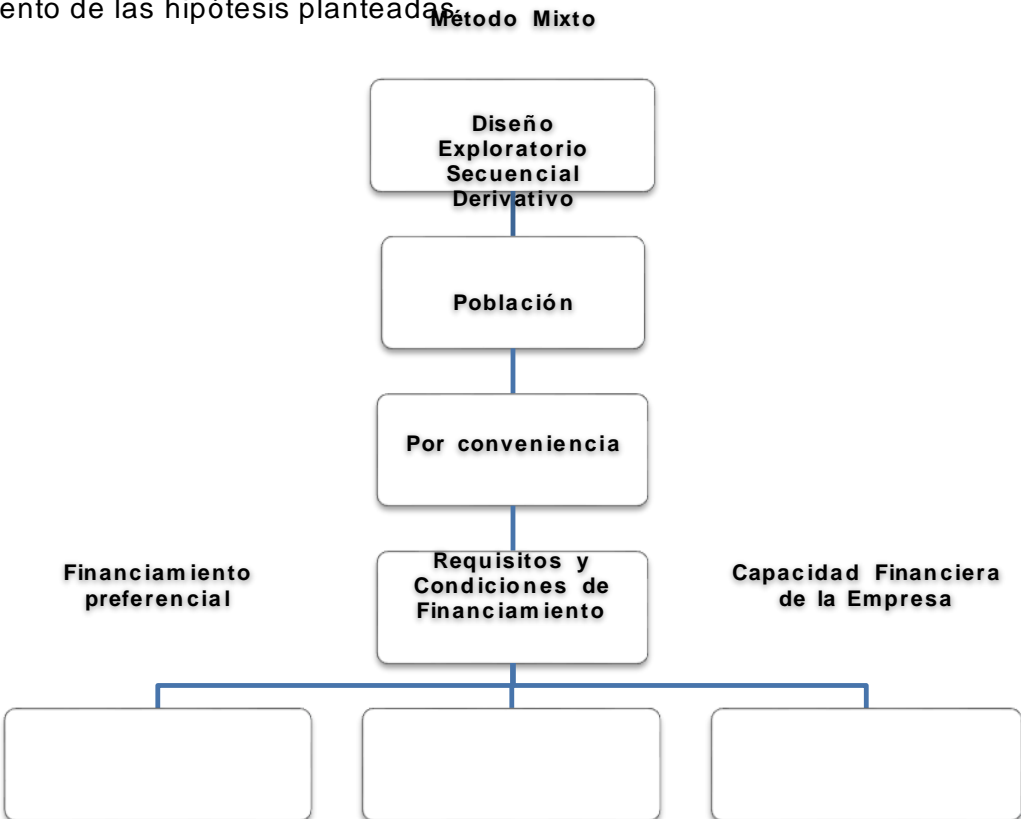 ento de las hipótesis planteadas.
Método Mixto
Diseño
Exploratorio
Secuencial
Derivativo
Población
Por conveniencia
Financiamiento
preferencial
Requisitos y
Condiciones de
Financiamiento
Capacidad Financiera
de la Empresa